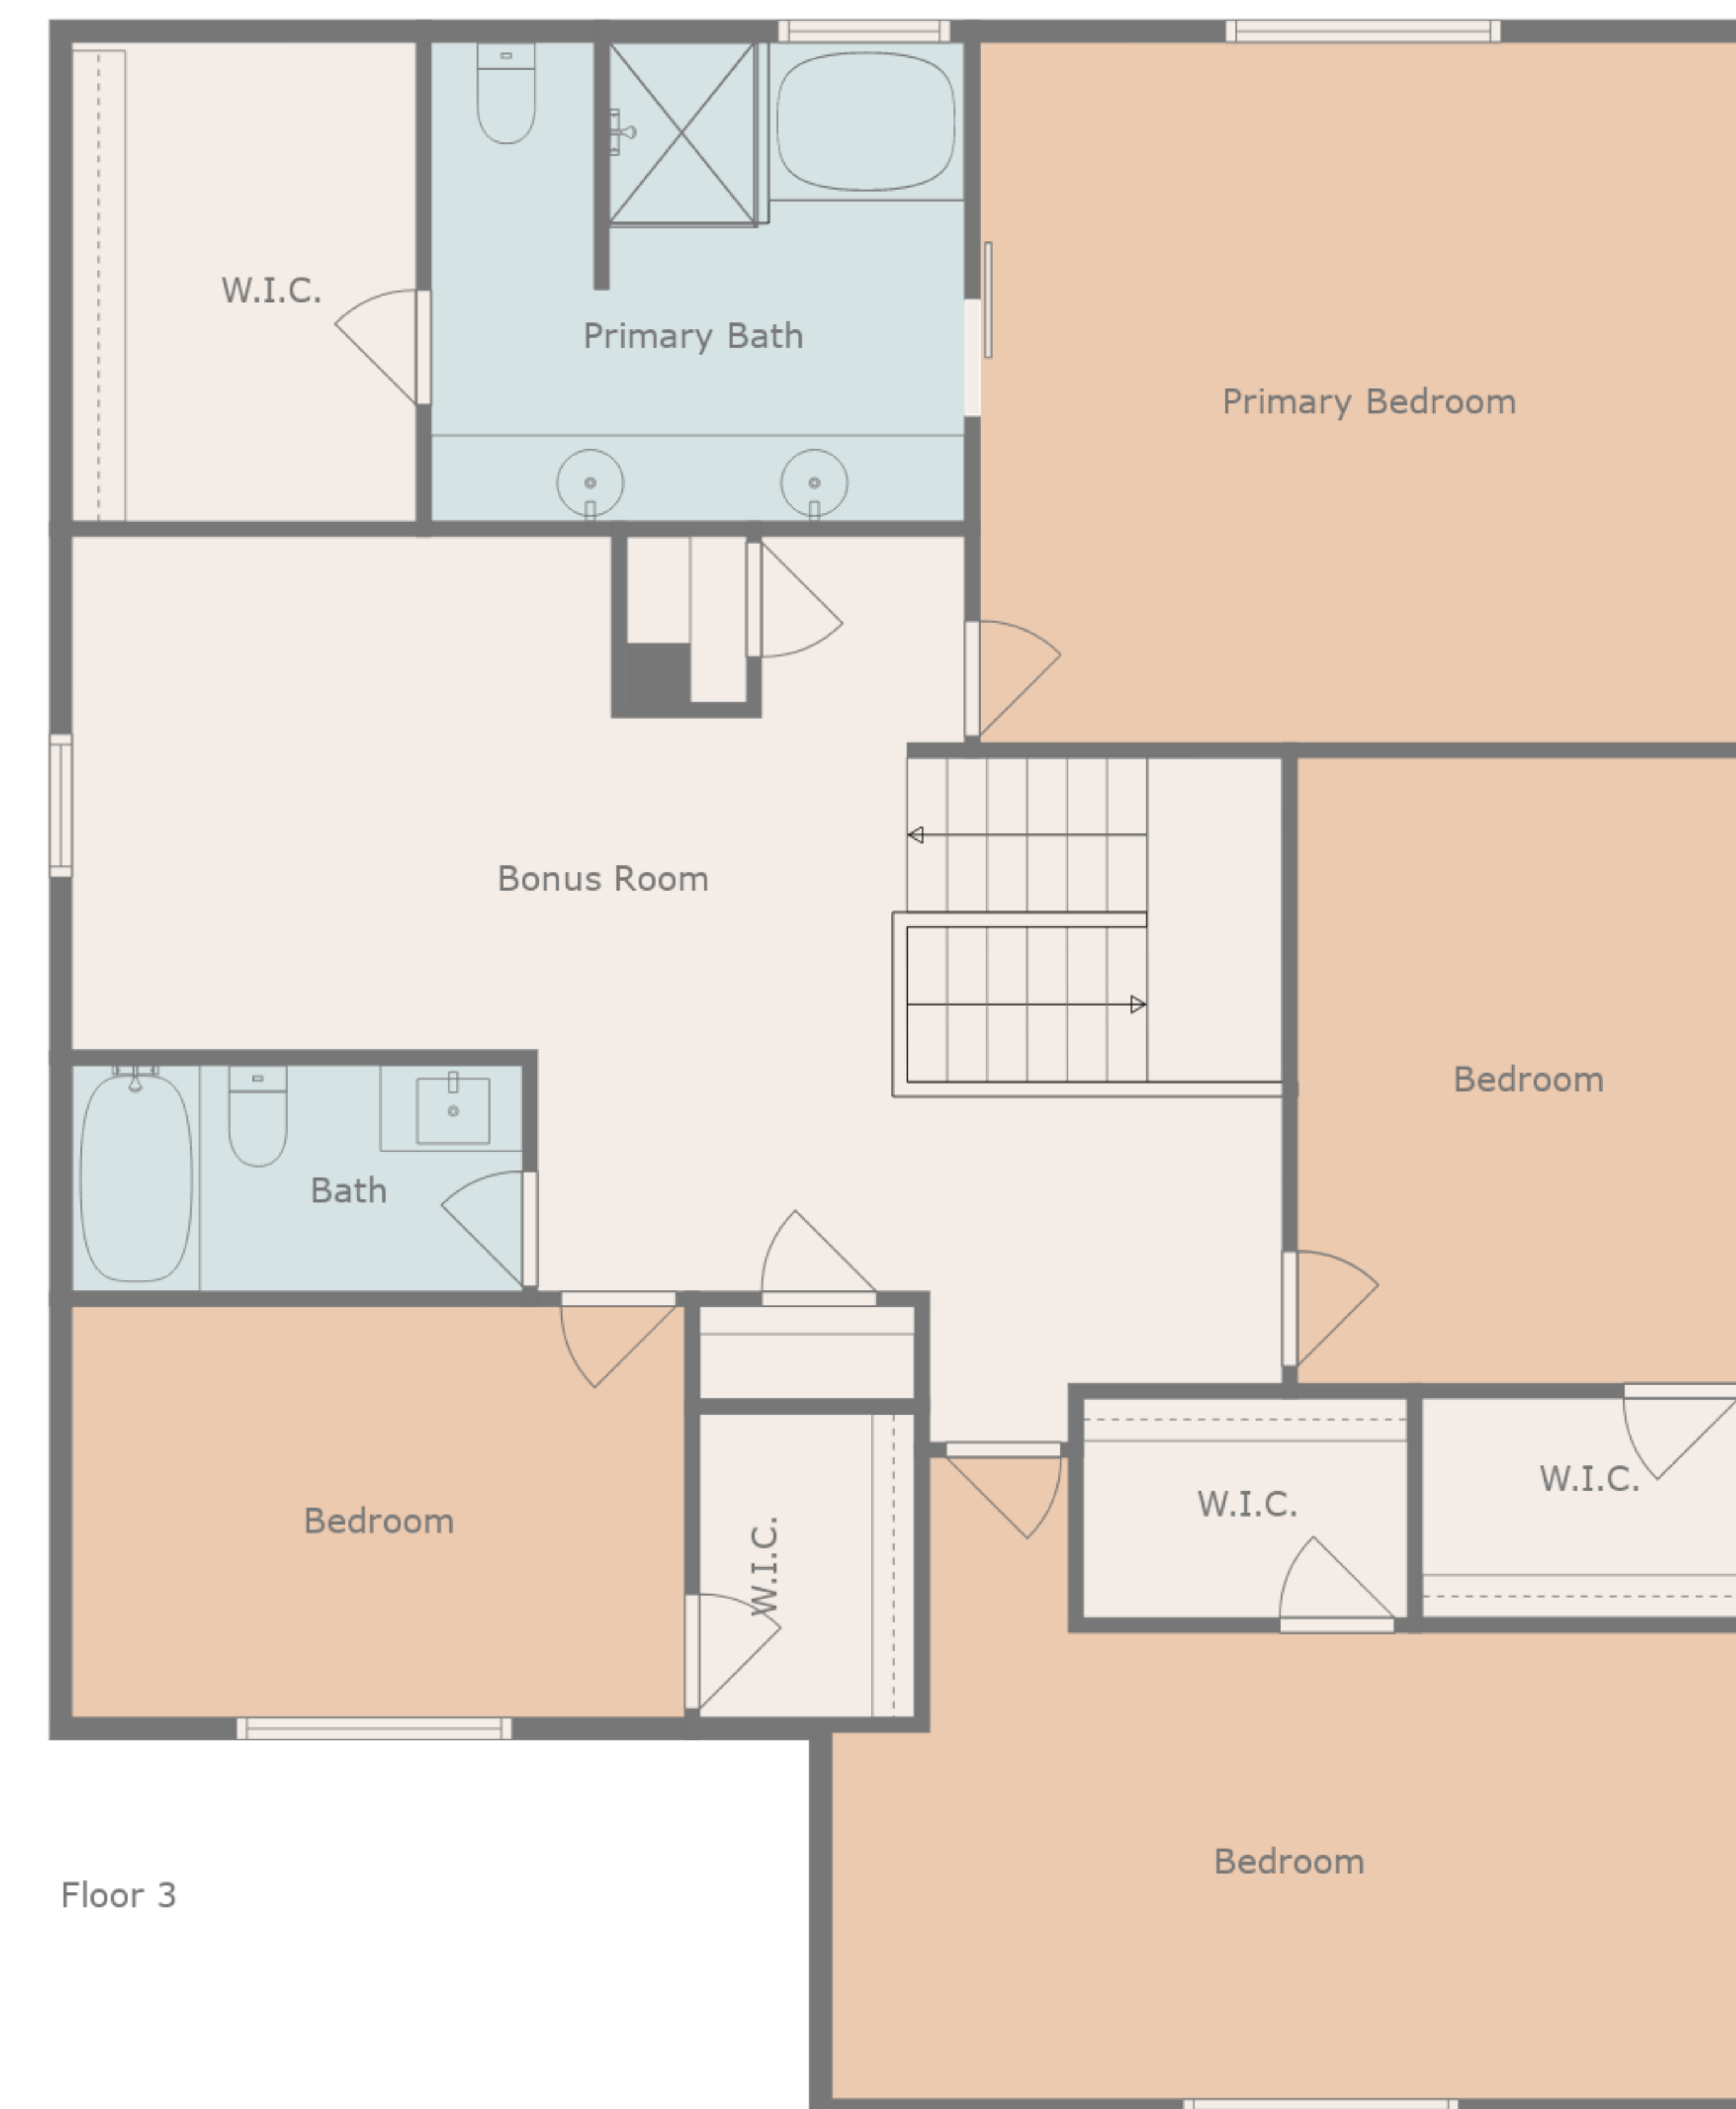 W.I.C.
Primary Bath
Primary Bedroom
Bonus Room
Bedroom
Bath
W.I.C.
W.I.C.
Bedroom
W.I.C.
Bedroom
Floor 3